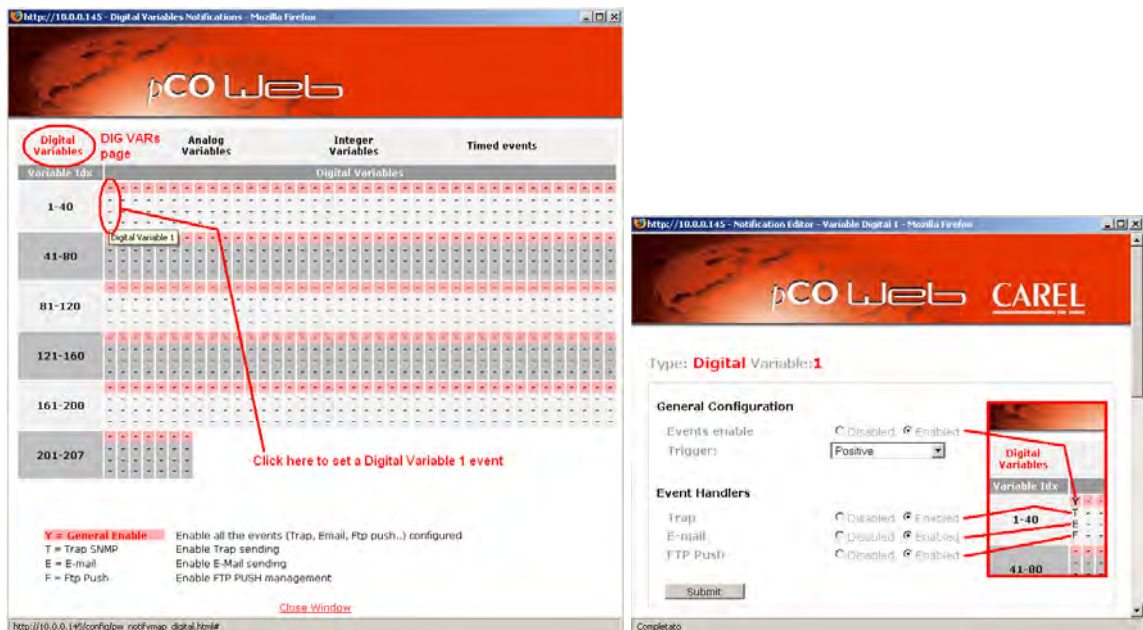 http://10.0.0.145 - Digital Variables Notifications - Mozilla Firefox
pCO Web
Digital Variables
DIG VARs page
Analog Variables
Integer Variables
Timed events
Variable Idx
Digital Variables
1-40
Digital Variable 1
41-80
81-120
121-160
161-200
201-207
Click here to set a Digital Variable 1 event
Y = General Enable Enable all the events (Trap, Email, Ftp push..) configured
T = Trap SNMP Enable Trap sending
E = E-mail Enable E-Mail sending
F = Ftp Push Enable FTP PUSH management
Close Window
http://10.0.0.145/config/pw_notifymap_digital.html#
http://10.0.0.145 - Notification Editor - Variable Digital 1 - Mozilla Firefox
pCO Web CAREL
Type: Digital Variable:1
General Configuration
Events enable Disabled Enabled
Trigger: Positive
Event Handlers
Trap Disabled Enabled
E-mail Disabled Enabled
FTP Push Disabled Enabled
Submit
Digital Variables
Variable Idx
1-40
Y - -
T - -
E - -
F - -
41-80
Completato